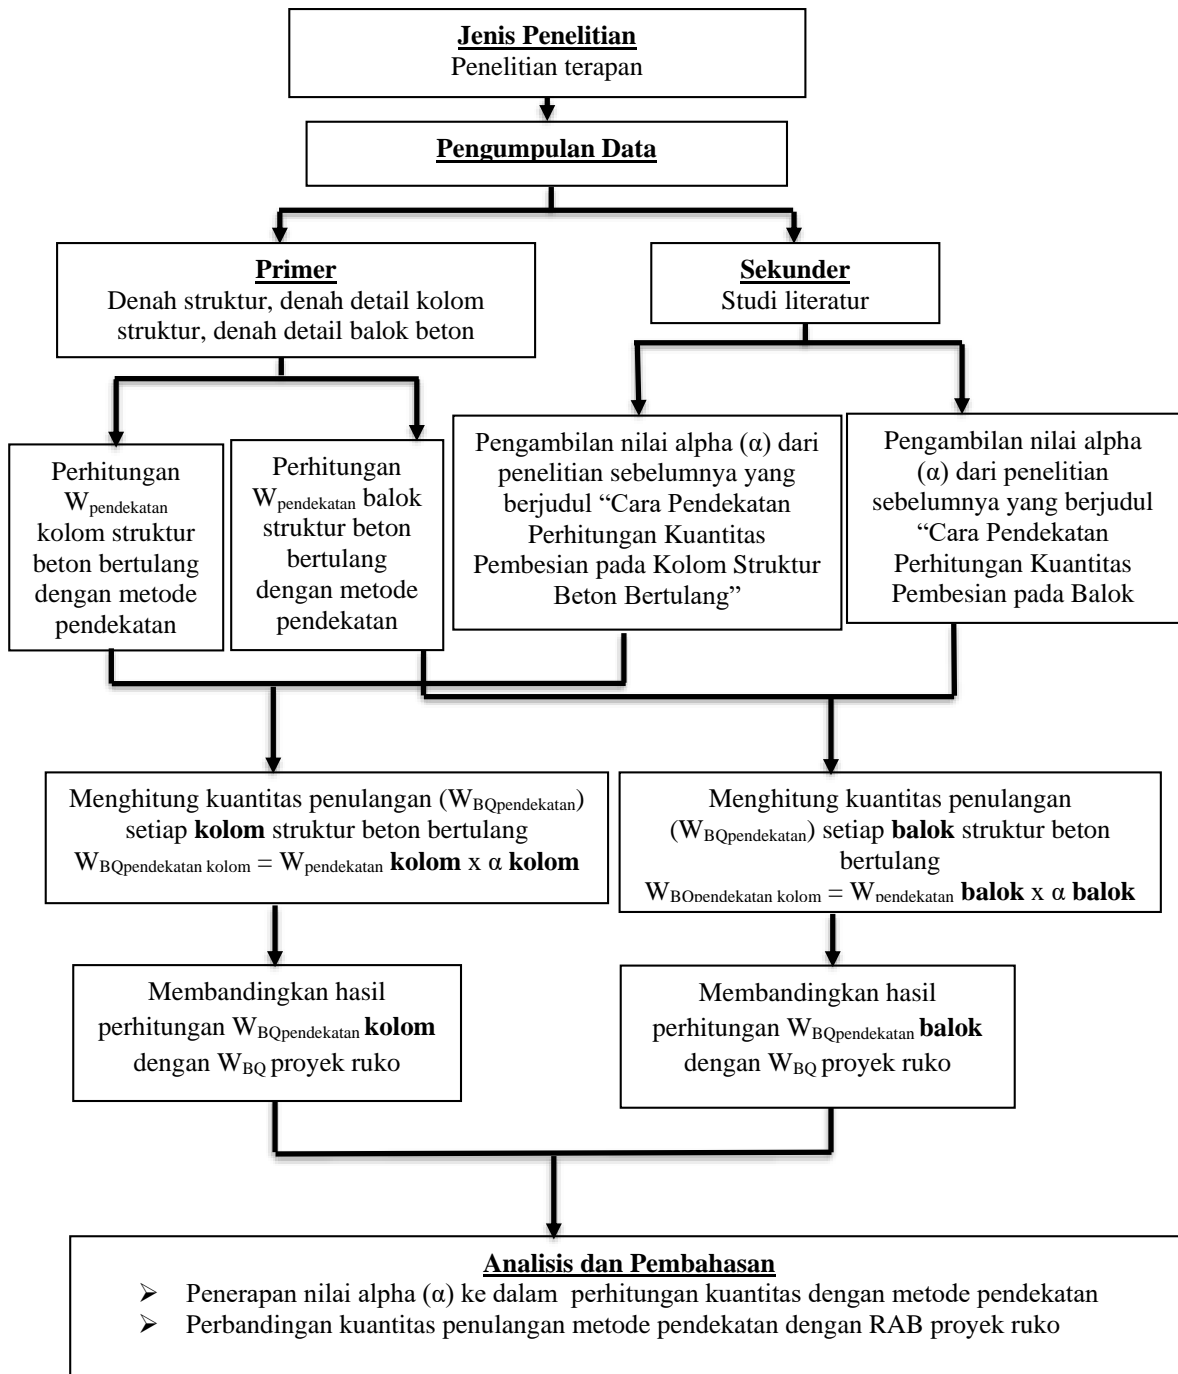 Jenis Penelitian
Penelitian terapan
Pengumpulan Data
Primer
Denah struktur, denah detail kolom
struktur, denah detail balok beton
Sekunder
Studi literatur
Perhitungan
Wpendekatan
kolom struktur
beton bertulang
dengan metode
pendekatan
Perhitungan
Wpendekatan balok
struktur beton
bertulang
dengan metode
pendekatan
Pengambilan nilai alpha (α) dari
penelitian sebelumnya yang
berjudul “Cara Pendekatan
Perhitungan Kuantitas
Pembesian pada Kolom Struktur
Beton Bertulang”
Pengambilan nilai alpha
(α) dari penelitian
sebelumnya yang berjudul
“Cara Pendekatan
Perhitungan Kuantitas
Pembesian pada Balok
Menghitung kuantitas penulangan (WBQpendekatan)
setiap kolom struktur beton bertulang
WBQpendekatan kolom = Wpendekatan kolom x α kolom
Menghitung kuantitas penulangan
(WBQpendekatan) setiap balok struktur beton
bertulang
WBQpendekatan kolom = Wpendekatan balok x α balok
Membandingkan hasil
perhitungan WBQpendekatan kolom
dengan WBQ proyek ruko
Membandingkan hasil
perhitungan WBQpendekatan balok
dengan WBQ proyek ruko
Analisis dan Pembahasan
➢ Penerapan nilai alpha (α) ke dalam perhitungan kuantitas dengan metode pendekatan
➢ Perbandingan kuantitas penulangan metode pendekatan dengan RAB proyek ruko